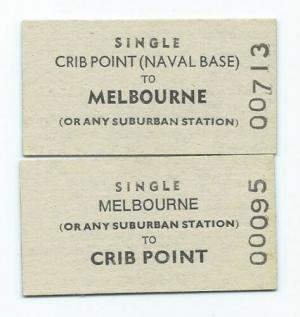 SINGLE
CRIB POINT (NAVAL BASE)
TO
MELBOURNE
(OR ANY SUBURBAN STATION)
00713
SINGLE
MELBOURNE
(OR ANY SUBURBAN STATION)
TO
CRIB POINT
00095